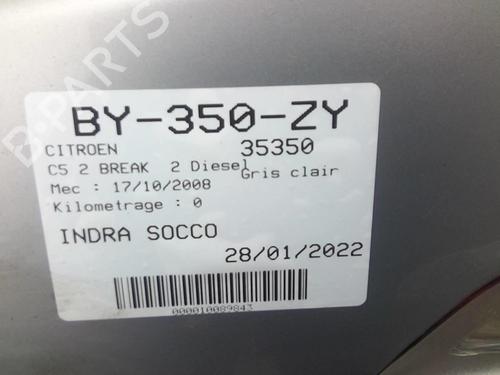 BY-350-ZY
CITROEN 35350
C5 2 BREAK 2 Diesel Gris clair
Mec : 17/10/2008
Kilometrage : 0
INDRA SOCCO
28/01/2022
000010089843
B-PARTS